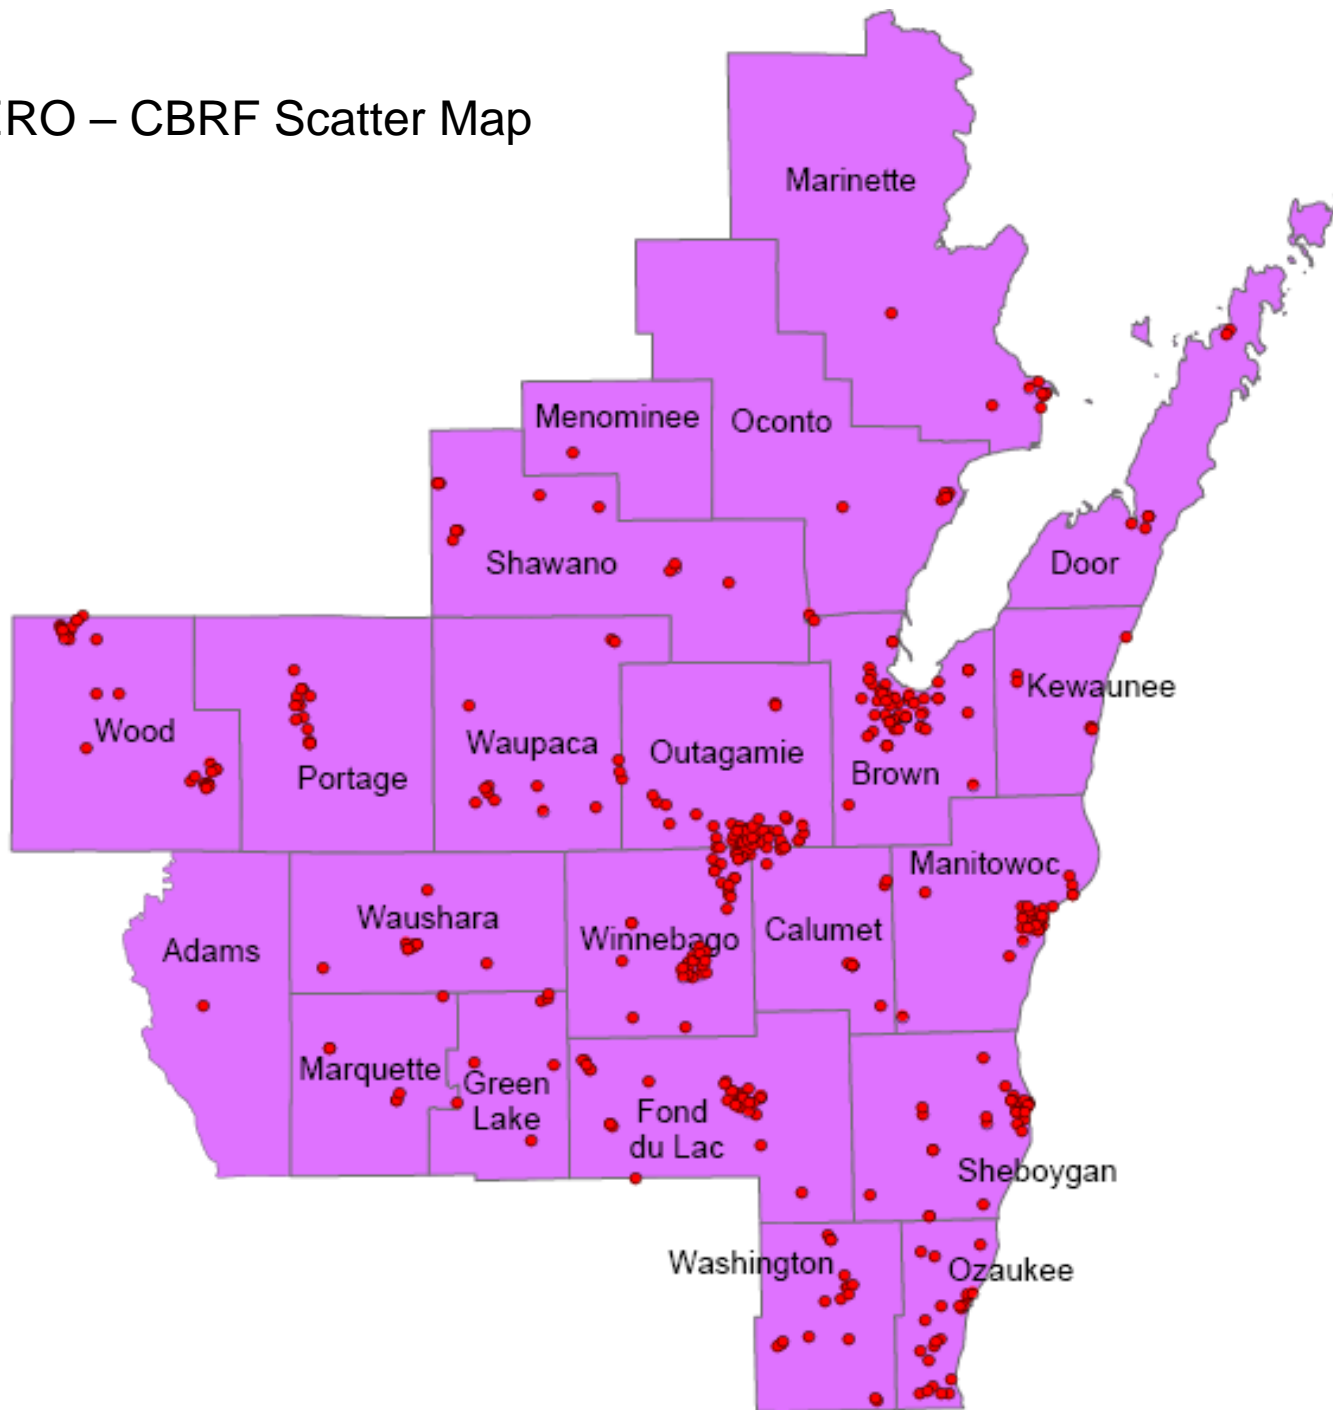 RO – CBRF Scatter Map
Marinette
Menominee
Oconto
Shawano
Door
Kewaunee
Wood
Waupaca
Outagamie
Portage
Brown
Manitowoc
Waushara
Calumet
Winnebago
Adams
Marquette
Green
Lake
Fond
du Lac
Sheboygan
Washington
Ozaukee